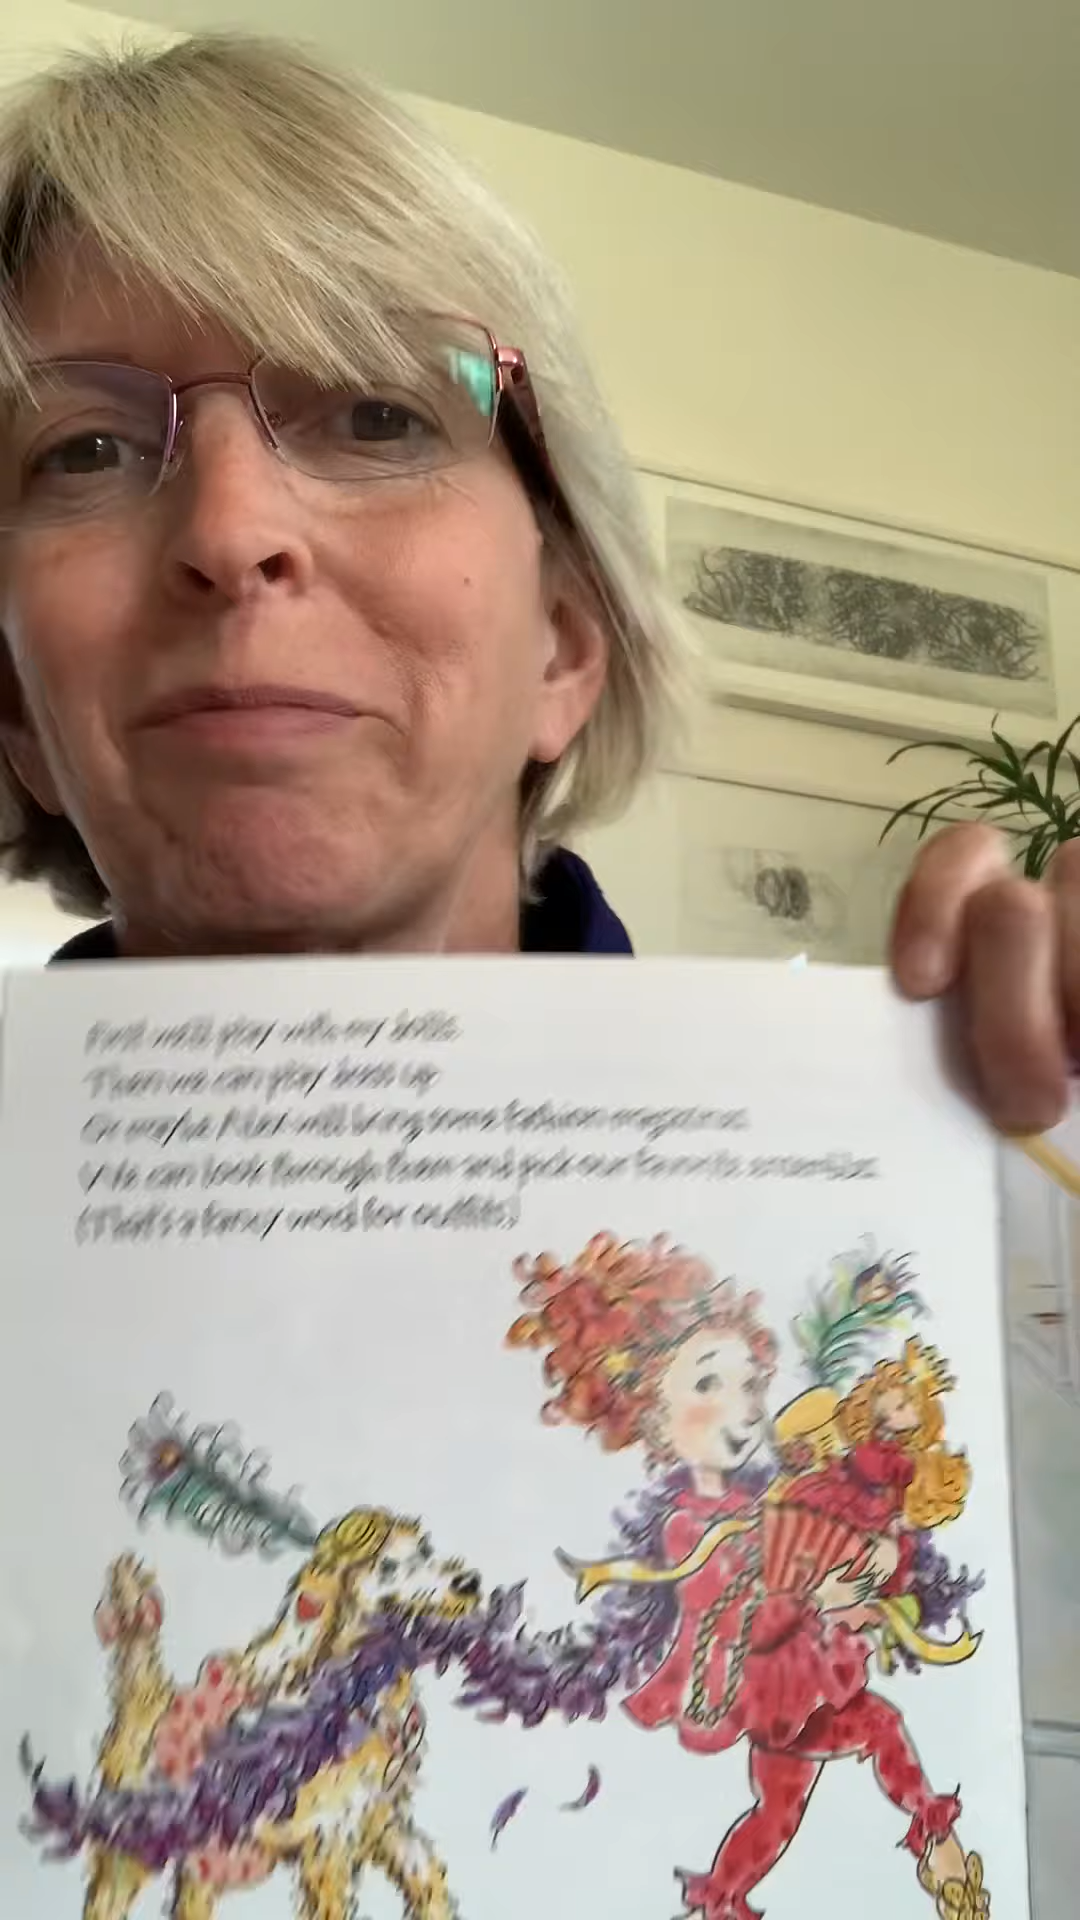 First we'll play with my dolls.
Then we can play dress up.
Or maybe will bring some fashion magazines.
We can look through them and pick our favorite ensembles.
(That's a fancy word for outfits.)